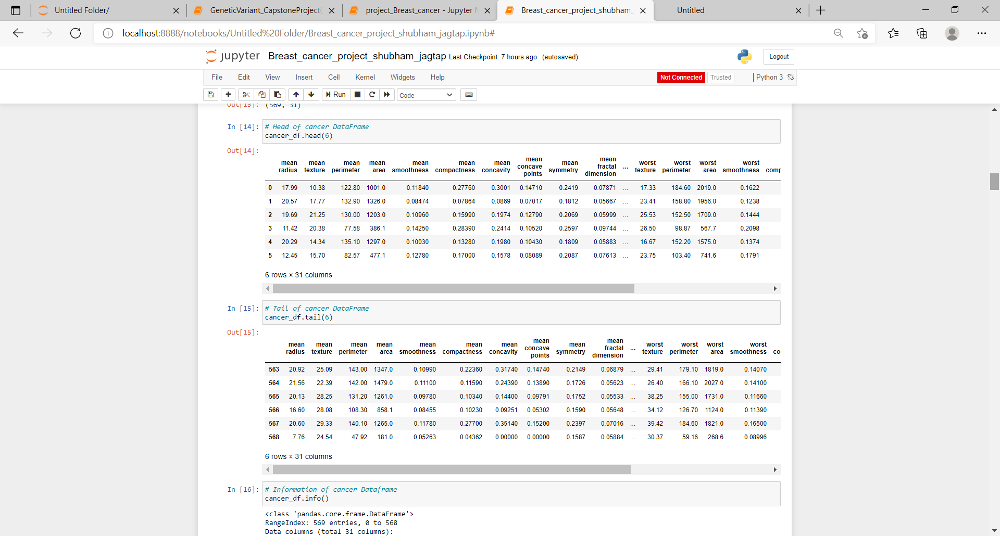 Untitled Folder/
GeneticVariant_CapstoneProject(
project_Breast_cancer - Jupyter N
Breast_cancer_project_shubham_
Untitled
localhost:8888/notebooks/Untitled%20Folder/Breast_cancer_project_shubham_jagtap.ipynb#
jupyter Breast_cancer_project_shubham_jagtap Last Checkpoint: 7 hours ago (autosaved)
Logout
File Edit View Insert Cell Kernel Widgets Help
Not Connected Trusted Python 3
Run Code
Out[13]: (569, 31)
In [14]: # Head of cancer DataFrame
cancer_df.head(6)
Out[14]:
mean radius mean texture mean perimeter mean area mean smoothness mean compactness mean concavity mean concave points mean symmetry mean fractal dimension ... worst texture worst perimeter worst area worst smoothness comp
0 17.99 10.38 122.80 1001.0 0.11840 0.27760 0.3001 0.14710 0.2419 0.07871 ... 17.33 184.60 2019.0 0.1622
1 20.57 17.77 132.90 1326.0 0.08474 0.07864 0.0869 0.07017 0.1812 0.05667 ... 23.41 158.80 1956.0 0.1238
2 19.69 21.25 130.00 1203.0 0.10960 0.15990 0.1974 0.12790 0.2069 0.05999 ... 25.53 152.50 1709.0 0.1444
3 11.42 20.38 77.58 386.1 0.14250 0.28390 0.2414 0.10520 0.2597 0.09744 ... 26.50 98.87 567.7 0.2098
4 20.29 14.34 135.10 1297.0 0.10030 0.13280 0.1980 0.10430 0.1809 0.05883 ... 16.67 152.20 1575.0 0.1374
5 12.45 15.70 82.57 477.1 0.12780 0.17000 0.1578 0.08089 0.2087 0.07613 ... 23.75 103.40 741.6 0.1791
6 rows × 31 columns
In [15]: # Tail of cancer DataFrame
cancer_df.tail(6)
Out[15]:
mean radius mean texture mean perimeter mean area mean smoothness mean compactness mean concavity mean concave points mean symmetry mean fractal dimension ... worst texture worst perimeter worst area worst smoothness co
563 20.92 25.09 143.00 1347.0 0.10990 0.22360 0.31740 0.14740 0.2149 0.06879 ... 29.41 179.10 1819.0 0.14070
564 21.56 22.39 142.00 1479.0 0.11100 0.11590 0.24390 0.13890 0.1726 0.05623 ... 26.40 166.10 2027.0 0.14100
565 20.13 28.25 131.20 1261.0 0.09780 0.10340 0.14400 0.09791 0.1752 0.05533 ... 38.25 155.00 1731.0 0.11660
566 16.60 28.08 108.30 858.1 0.08455 0.10230 0.09251 0.05302 0.1590 0.05648 ... 34.12 126.70 1124.0 0.11390
567 20.60 29.33 140.10 1265.0 0.11780 0.27700 0.35140 0.15200 0.2397 0.07016 ... 39.42 184.60 1821.0 0.16500
568 7.76 24.54 47.92 181.0 0.05263 0.04362 0.00000 0.00000 0.1587 0.05884 ... 30.37 59.16 268.6 0.08996
6 rows × 31 columns
In [16]: # Information of cancer Dataframe
cancer_df.info()
<class 'pandas.core.frame.DataFrame'>
RangeIndex: 569 entries, 0 to 568
Data columns (total 31 columns):